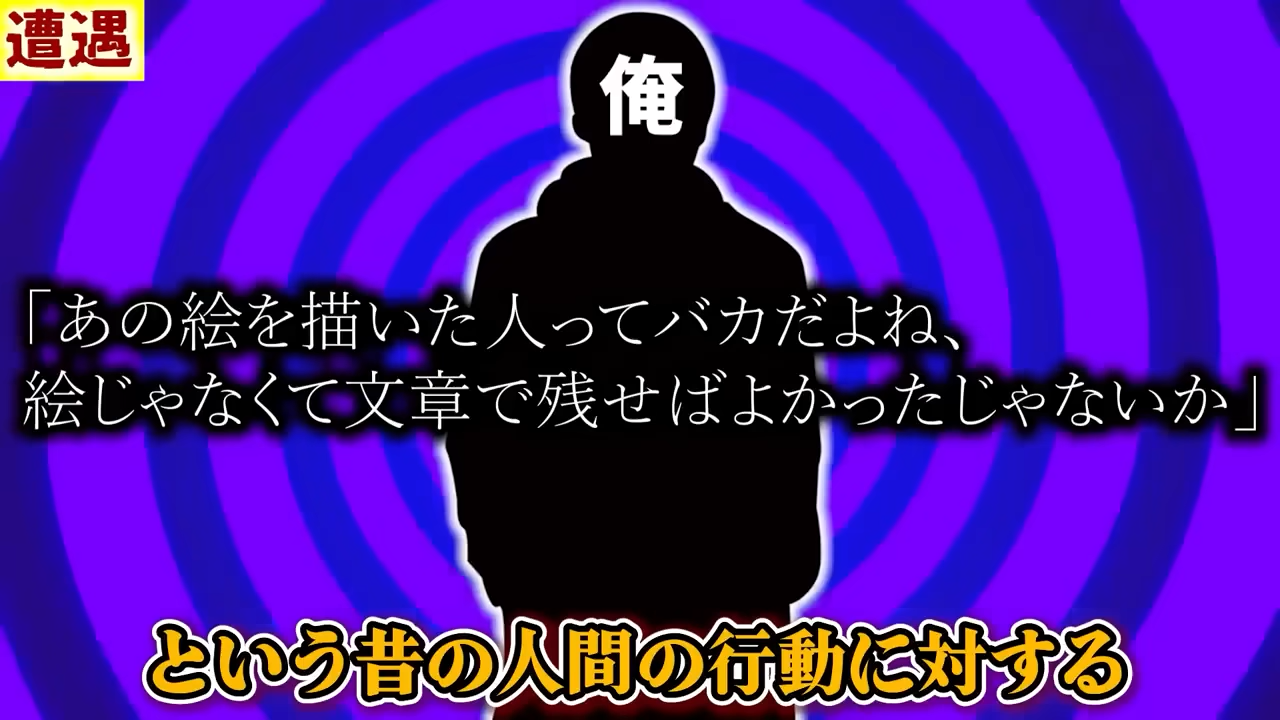 遭遇
俺
「あの絵を描いた人ってバカだよね、
絵じゃなくて文章で残せばよかったじゃないか」
という昔の人間の行動に対する